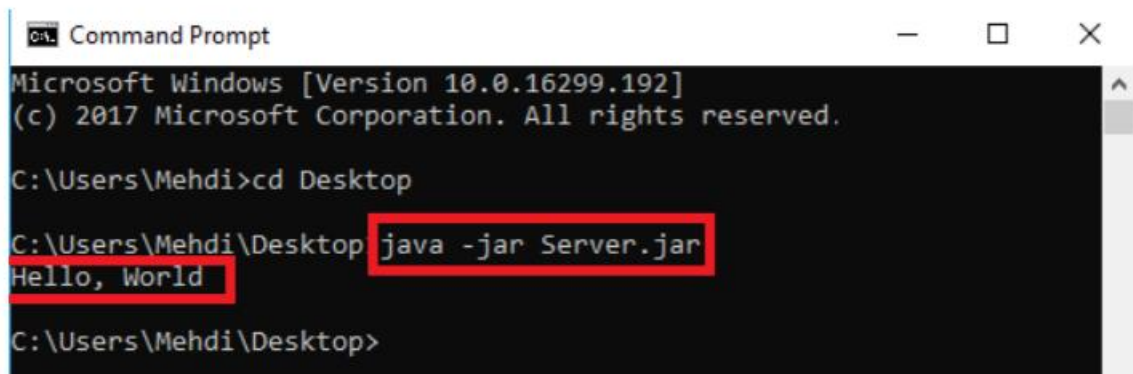 Command Prompt
Microsoft Windows [Version 10.0.16299.192]
(c) 2017 Microsoft Corporation. All rights reserved.
C:\Users\Mehdi>cd Desktop
C:\Users\Mehdi\Desktop java -jar Server.jar
Hello, World
C:\Users\Mehdi\Desktop>